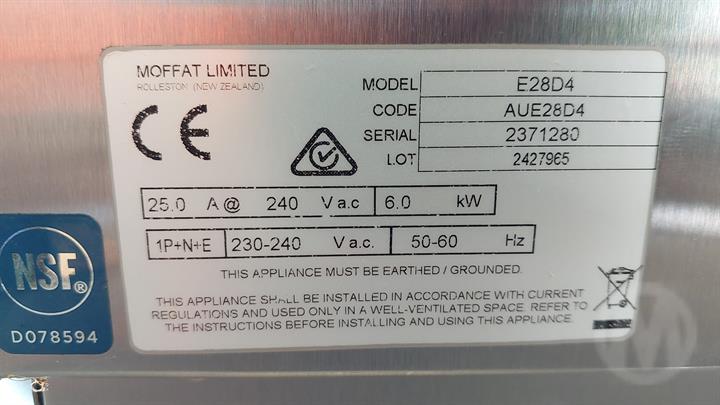 MOFFAT LIMITED
ROLLESTON (NEW ZEALAND)
CE
MODEL E28D4
CODE AUE28D4
SERIAL 2371280
LOT 2427965
25.0 A@ 240 V a.c 6.0 kW
1P+N+E 230-240 V a.c. 50-60 Hz
THIS APPLIANCE MUST BE EARTHED / GROUNDED.
THIS APPLIANCE SHALL BE INSTALLED IN ACCORDANCE WITH CURRENT
REGULATIONS AND USED ONLY IN A WELL-VENTILATED SPACE. REFER TO
THE INSTRUCTIONS BEFORE INSTALLING AND USING THIS APPLIANCE.
NSF®
D078594
M